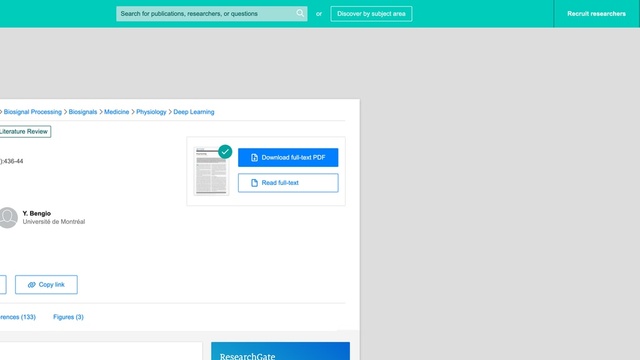 Search for publications, researchers, or questions
or
Discover by subject area
Recruit researchers
> Biosignal Processing > Biosignals > Medicine > Physiology > Deep Learning
Literature Review
):436-44
Download full-text PDF
Read full-text
Y. Bengio
Université de Montréal
Copy link
rences (133)
Figures (3)
ResearchGate